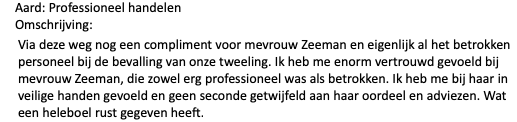 Aard: Professioneel handelen
Omschrijving:
Via deze weg nog een compliment voor mevrouw Zeeman en eigenlijk al het betrokken
personeel bij de bevalling van onze tweeling. Ik heb me enorm vertrouwd gevoeld bij
mevrouw Zeeman, die zowel erg professioneel was als betrokken. Ik heb me bij haar in
veilige handen gevoeld en geen seconde getwijfeld aan haar oordeel en adviezen. Wat
een heleboel rust gegeven heeft.